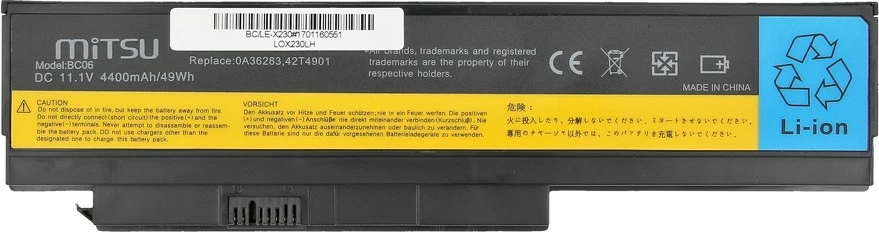 BC/LE-X230#1701160551
LOX230LH
MiTSU
Model:BC06
DC 11.1V 4400mAh/49Wh
Replace:0A36283,42T4901
All brands, trademarks and registered
trademarks are the property of their
respective holders.
CE
MADE IN CHINA
CAUTION
Do not dispose of in fire, but keep the battery away from fire.
Do not directly connect (short circuit) the positive(+) and the
negative(-) terminals. Never attempt to disassemble or reassem-
ble the battery pack. DO not use chargers other than the
designated one to charge this battery pack.
VORSICHT
Den Akkusatz vor Hitze und Feuer schützen; nie in ein Feuer werfen. Die positiven
(+) und negativen(-) Anschlüße nie direkt miteinander verbinden (Kurzschluß). Nie
versuchen, den Akkusatz auseinanderzunehmen oder baulich zu verändern. Für
diese Batterie sind nur die dafür vorgesehenen Batterieladegeräte zu verwenden.
危険：
火に投入したり、分解しないでください。ミョートさせないでください。
専用のチャージャ以外では、このバッテリを充電しないでください。
Li-ion